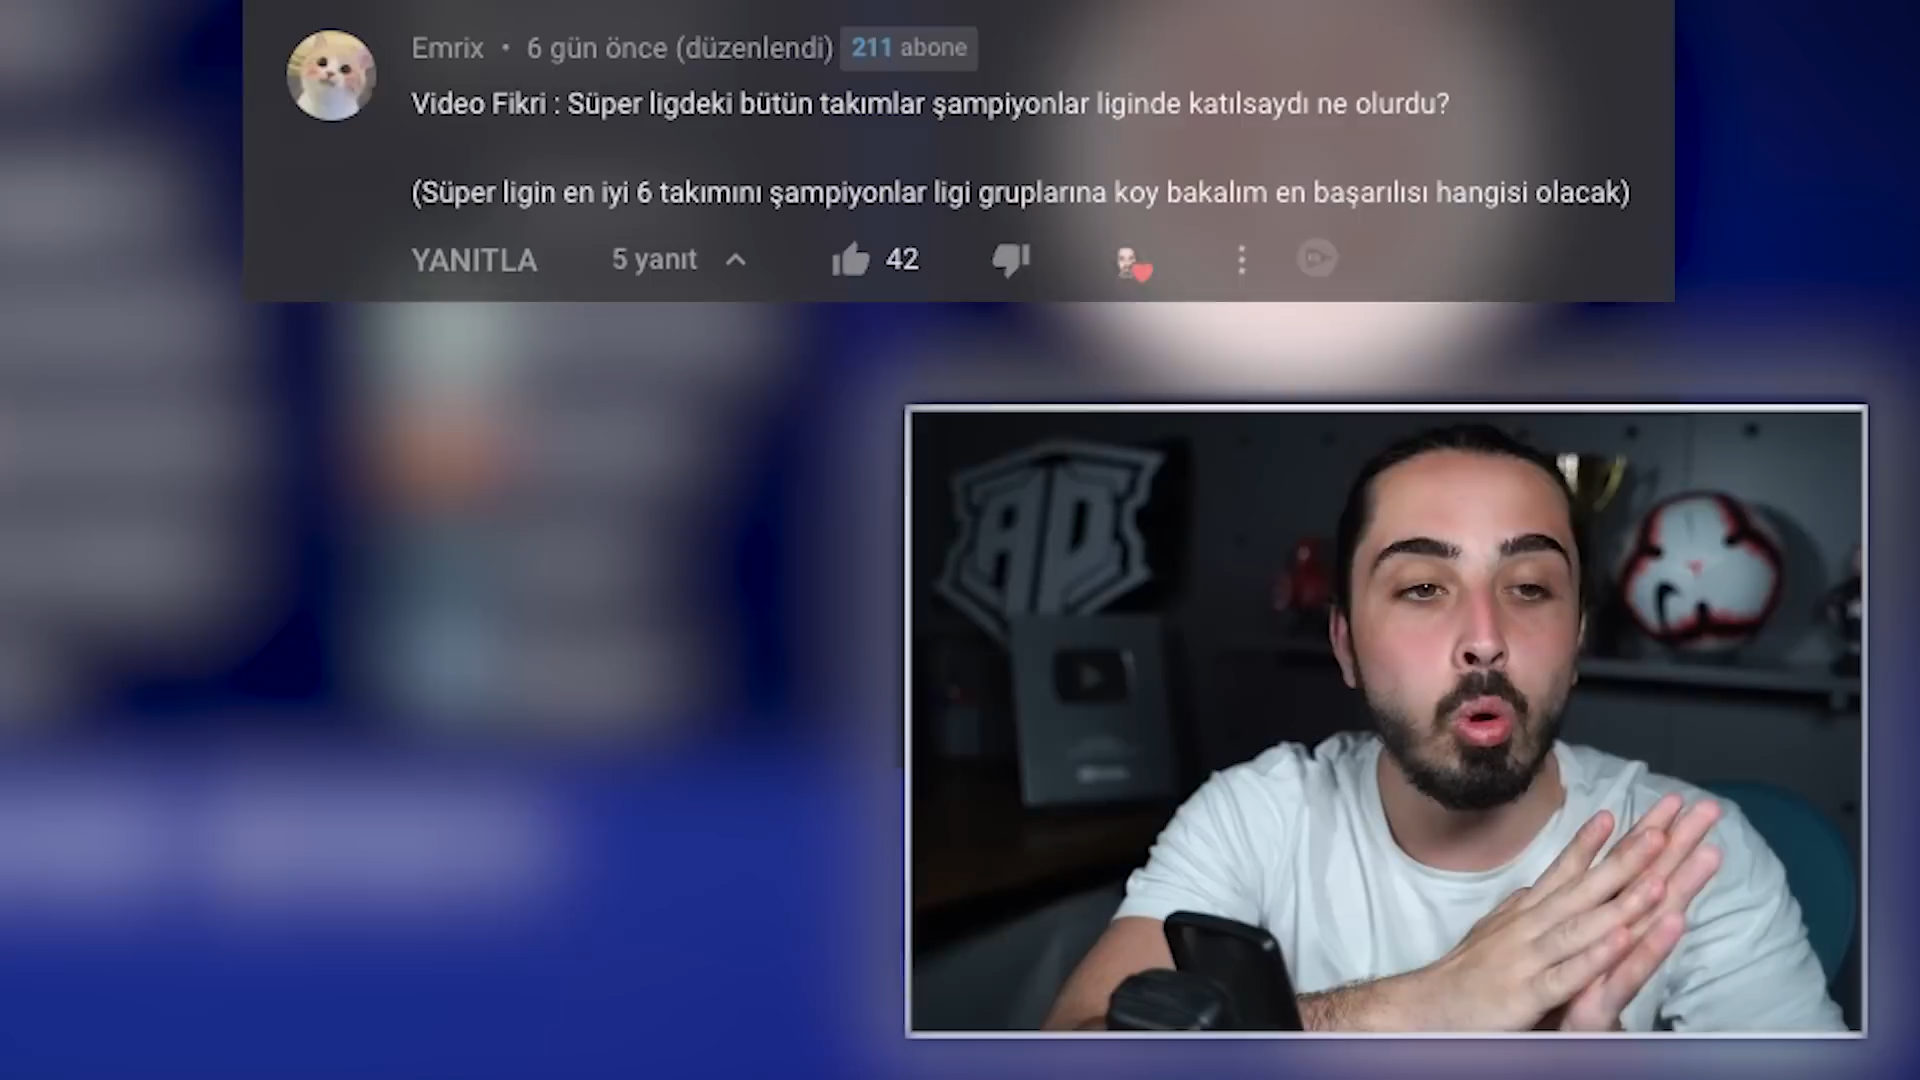 Emrix • 6 gün önce (düzenlendi) 211 abone
Video Fikri : Süper ligdeki bütün takımlar şampiyonlar liginde katılsaydı ne olurdu?
(Süper ligin en iyi 6 takımını şampiyonlar ligi gruplarına koy bakalım en başarılısı hangisi olacak)
YANITLA 5 yanıt 42
AD